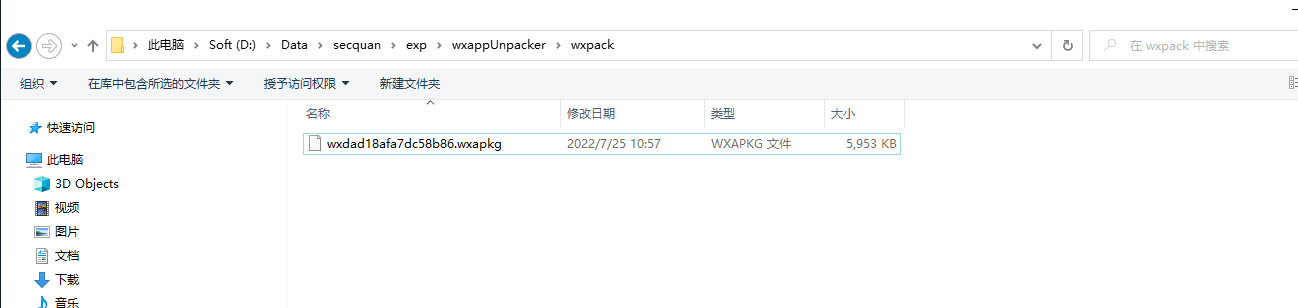 此电脑 › Soft (D:) › Data › secquan › exp › wxappUnpacker › wxpack
在 wxpack 中搜索
组织 在库中包含所选的文件夹 授予访问权限 新建文件夹
名称 修改日期 类型 大小
wxdad18afa7dc58b86.wxapkg 2022/7/25 10:57 WXAPKG 文件 5,953 KB
快速访问
此电脑
3D Objects
视频
图片
文档
下载
音乐